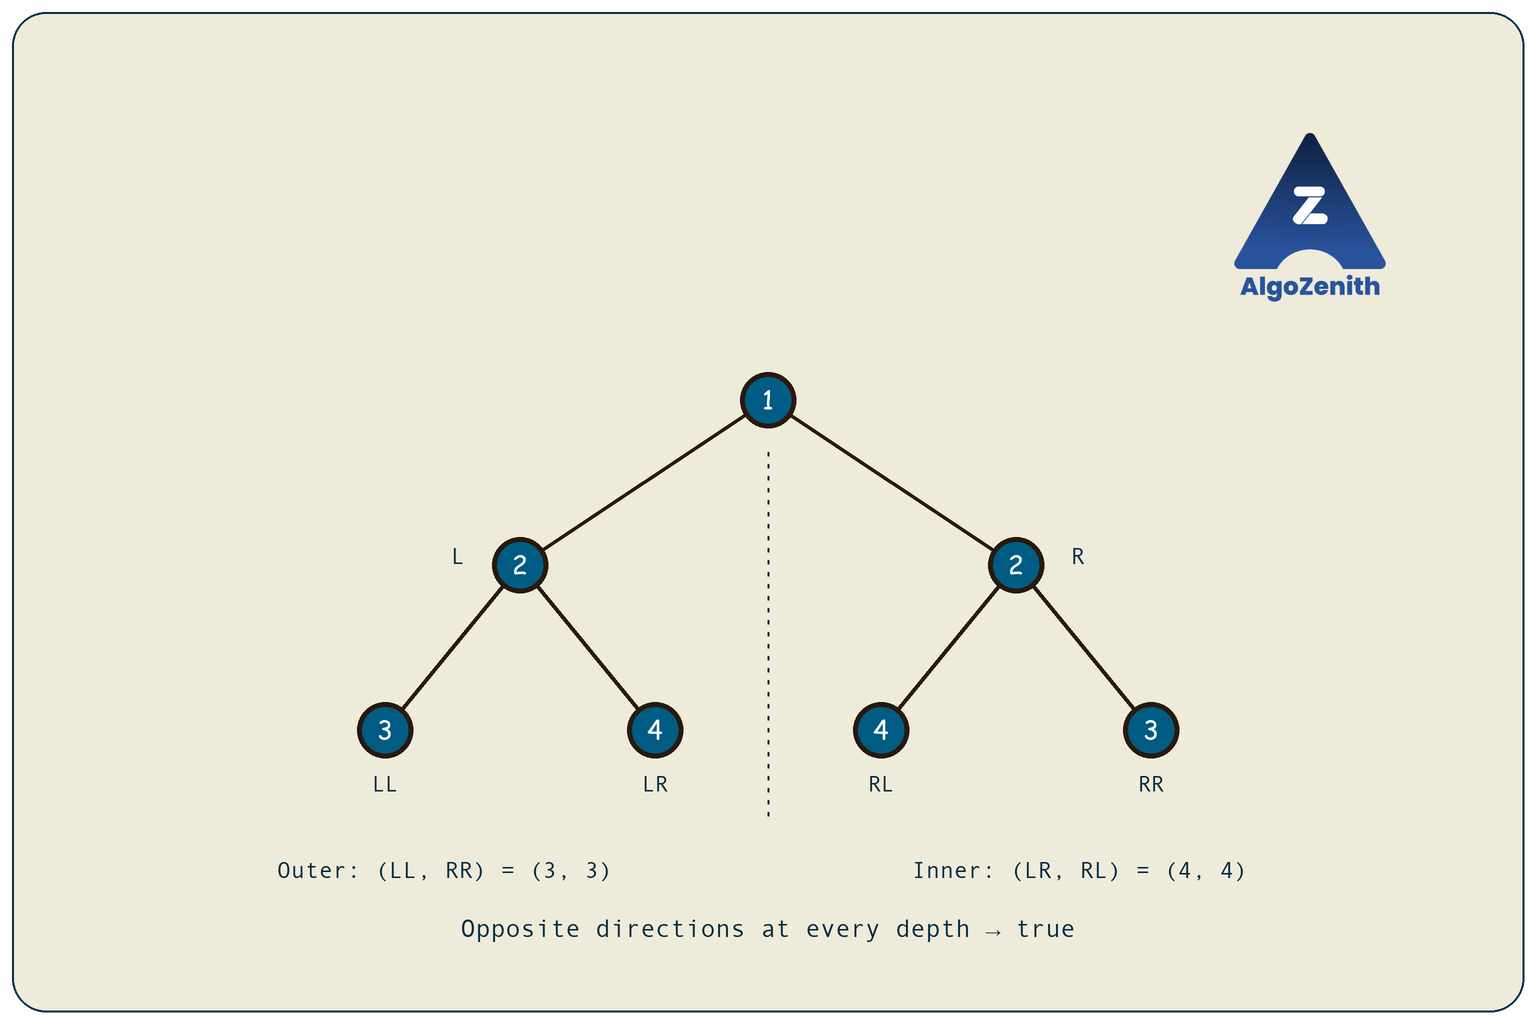 Z
AlgoZenith
1
L 2 2 R
3 4 4 3
LL LR RL RR
Outer: (LL, RR) = (3, 3) Inner: (LR, RL) = (4, 4)
Opposite directions at every depth → true